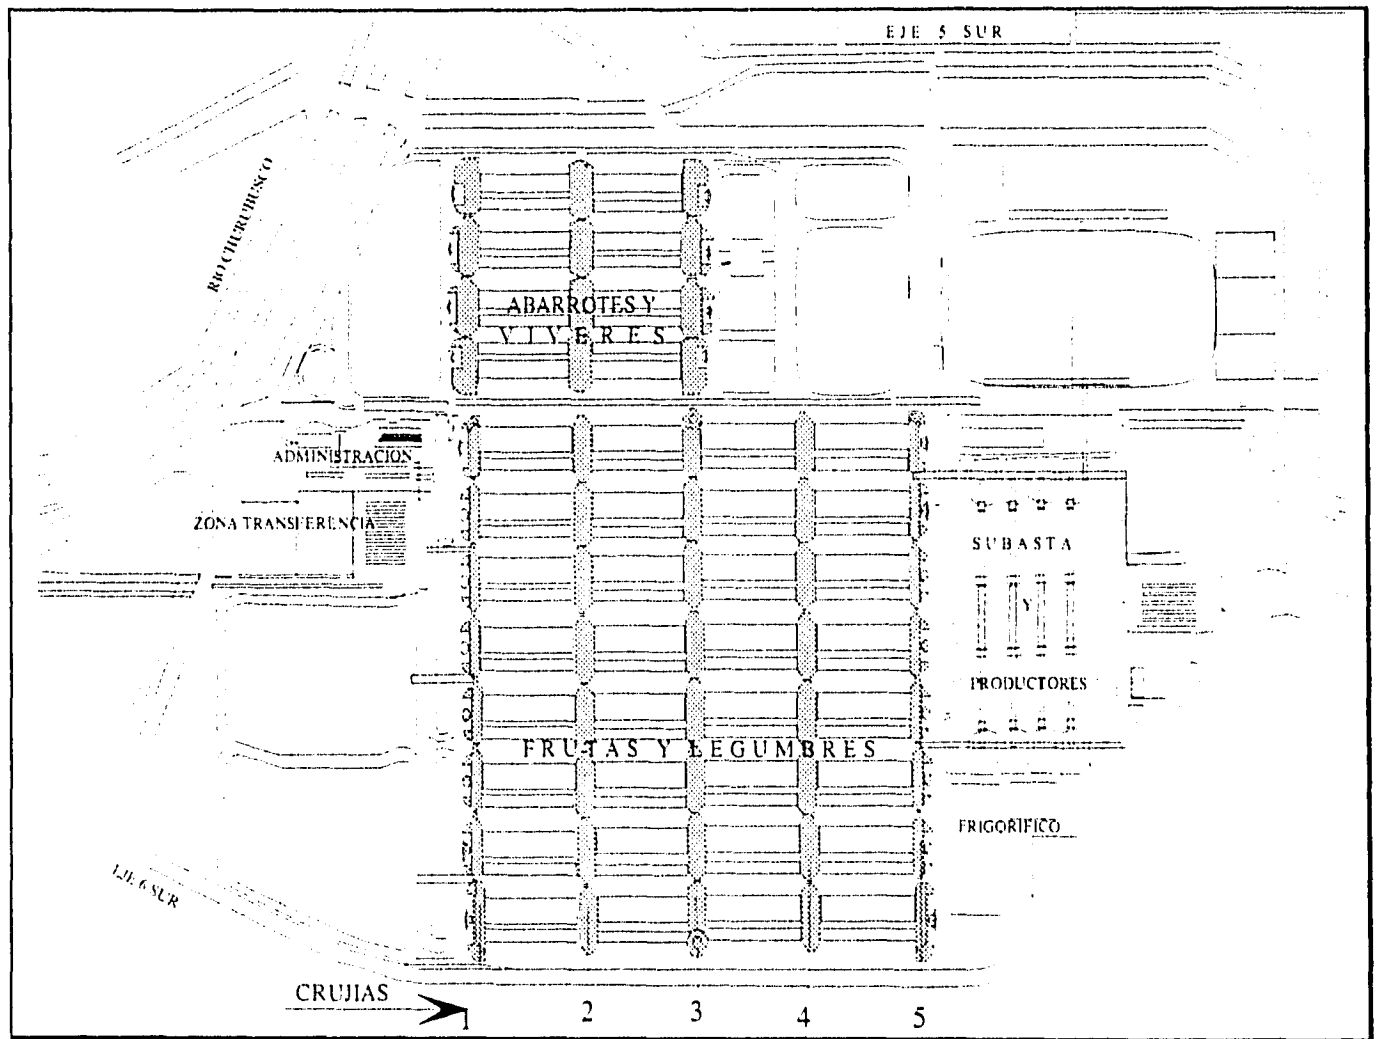 EJE 5 SUR
RIO CHURUBUSCO
ABARROTES Y
VIVERES
ADMINISTRACION
ZONA TRANSFERENCIA
SUBASTA
Y
PRODUCTORES
FRUTAS Y LEGUMBRES
FRIGORIFICO
EJE 6 SUR
CRUJIAS
1 2 3 4 5